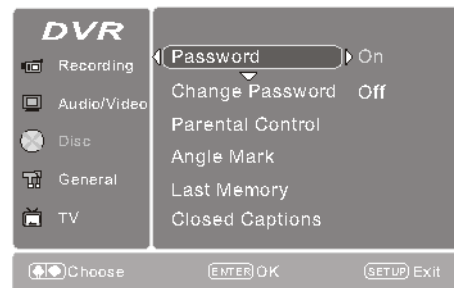 DVR
Recording
Audio/Video
Disc
General
TV
Password
Change Password
Parental Control
Angle Mark
Last Memory
Closed Captions
On
Off
Choose
ENTER OK
SETUP Exit